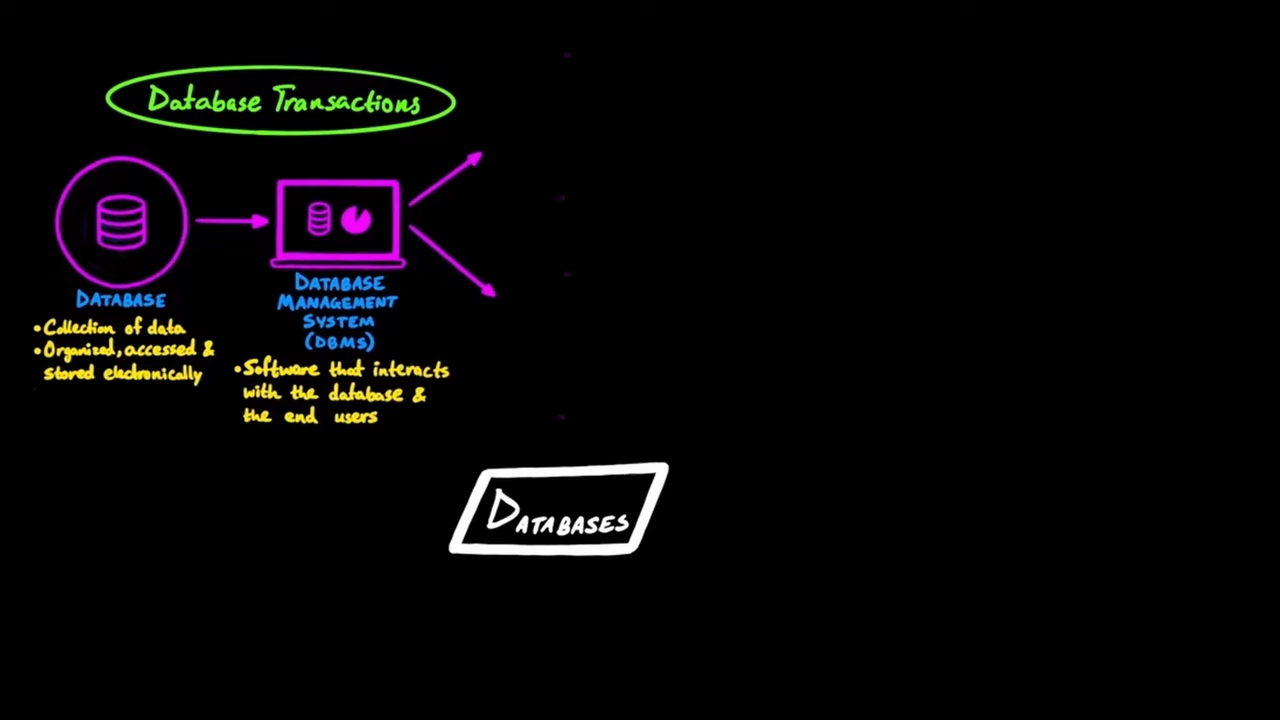 Database Transactions
DATABASE
• Collection of data
• Organized, accessed &
stored electronically
DATABASE
MANAGEMENT
SYSTEM
(DBMS)
• Software that interacts
with the database &
the end users
DATABASES